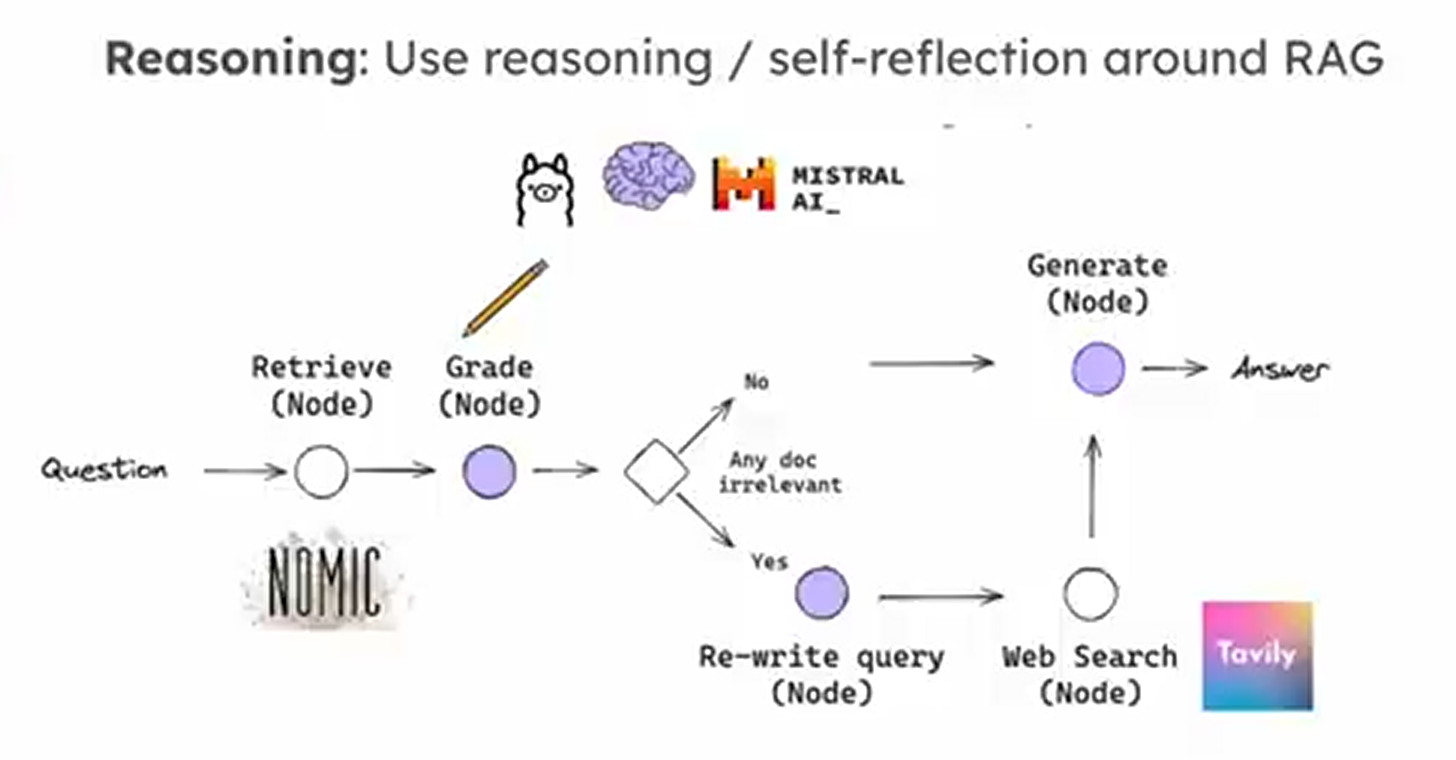 Reasoning: Use reasoning / self-reflection around RAG
MISTRAL
AI_
Generate
(Node)
Retrieve
(Node)
Grade
(Node)
No
Answer
Question
Any doc
irrelevant
Yes
NOMIC
Re-write query
(Node)
Web Search
(Node)
Tavily